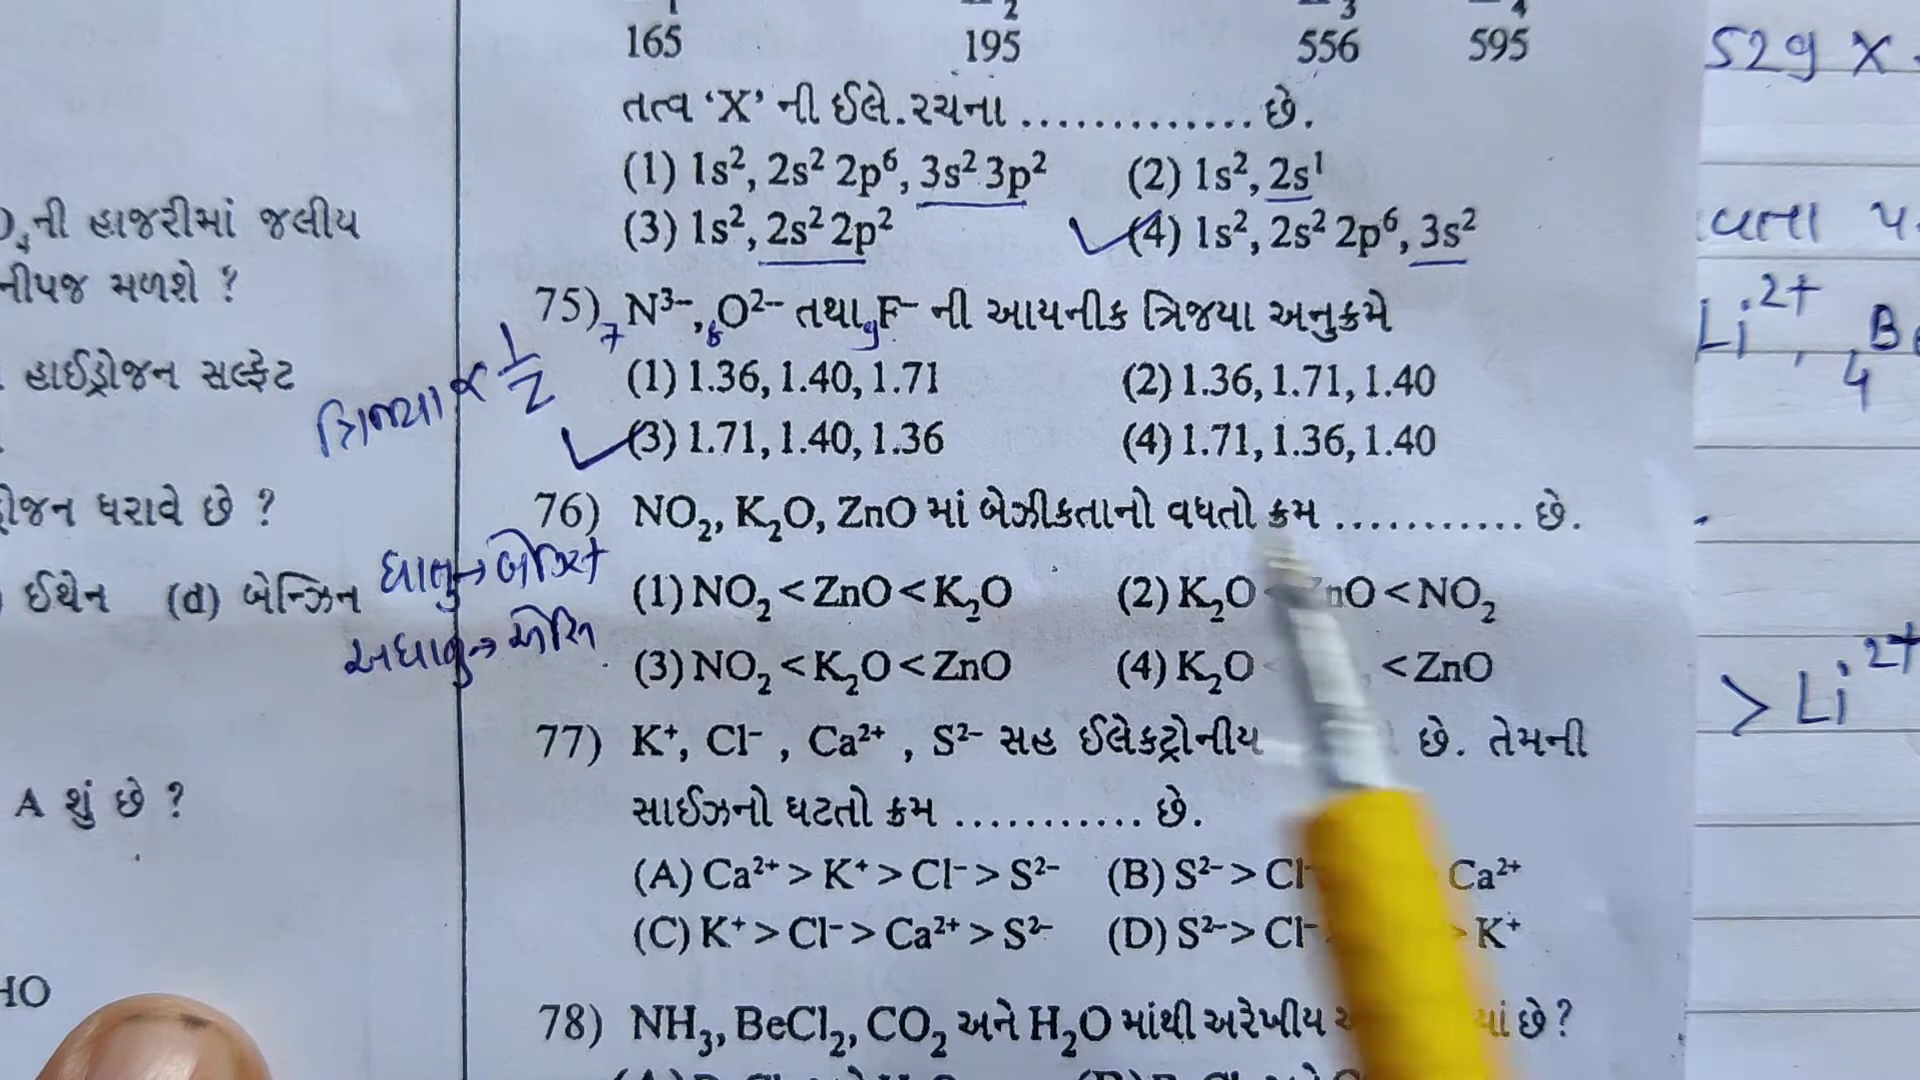 165 195 556 595
તત્વ ‘X’ ની ઈલે.રચના ............. છે.
(1) 1s², 2s² 2p⁶, 3s² 3p² (2) 1s², 2s¹
(3) 1s², 2s² 2p² (4) 1s², 2s² 2p⁶, 3s²
75) ₇N³⁻, ₈O²⁻ તથા ₉F⁻ ની આયનીક ત્રિજયા અનુક્રમે
(1) 1.36, 1.40, 1.71 (2) 1.36, 1.71, 1.40
(3) 1.71, 1.40, 1.36 (4) 1.71, 1.36, 1.40
ત્રિજ્યા ∝ 1/Z
76) NO₂, K₂O, ZnO માં બેઝીકતાનો વધતો ક્રમ ............ છે.
(1) NO₂ < ZnO < K₂O (2) K₂O < ZnO < NO₂
(3) NO₂ < K₂O < ZnO (4) K₂O < < ZnO
ધાતુ → બેઝિક
અધાતુ →
77) K⁺, Cl⁻ , Ca²⁺ , S²⁻ સહ ઈલેકટ્રોનીય છે. તેમની
સાઈઝનો ઘટતો ક્રમ ............ છે.
(A) Ca²⁺ > K⁺ > Cl⁻ > S²⁻ (B) S²⁻ > Cl⁻ Ca²⁺
(C) K⁺ > Cl⁻ > Ca²⁺ > S²⁻ (D) S²⁻ > Cl⁻ > K⁺
78) NH₃, BeCl₂, CO₂ અને H₂O માંથી અરેખીય છે?
ની હાજરીમાં જલીય
નીપજ મળશે ?
હાઈડ્રોજન સલ્ફેટ
ધરાવે છે ?
ઈથેન (d) બેન્ઝિન
A શું છે ?
HO
529 X
Li²⁺, ₄B
> Li²⁺